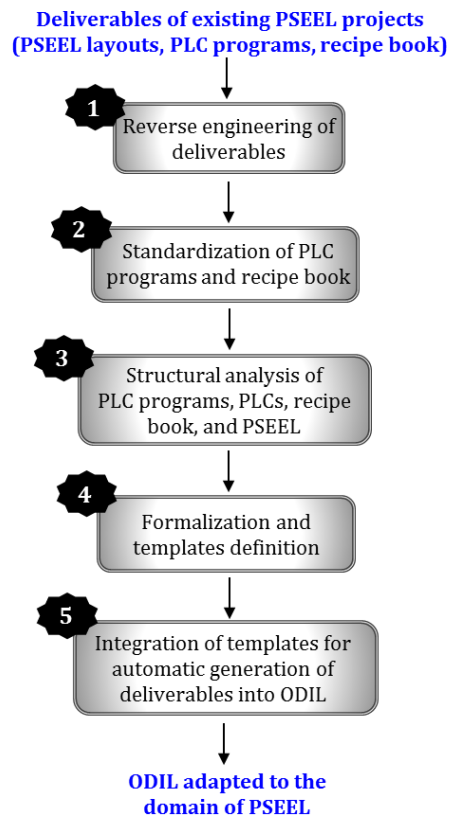 Deliverables of existing PSEEL projects
(PSEEL layouts, PLC programs, recipe book)
1
Reverse engineering of
deliverables
2
Standardization of PLC
programs and recipe book
3
Structural analysis of
PLC programs, PLCs, recipe
book, and PSEEL
4
Formalization and
templates definition
5
Integration of templates for
automatic generation of
deliverables into ODIL
ODIL adapted to the
domain of PSEEL